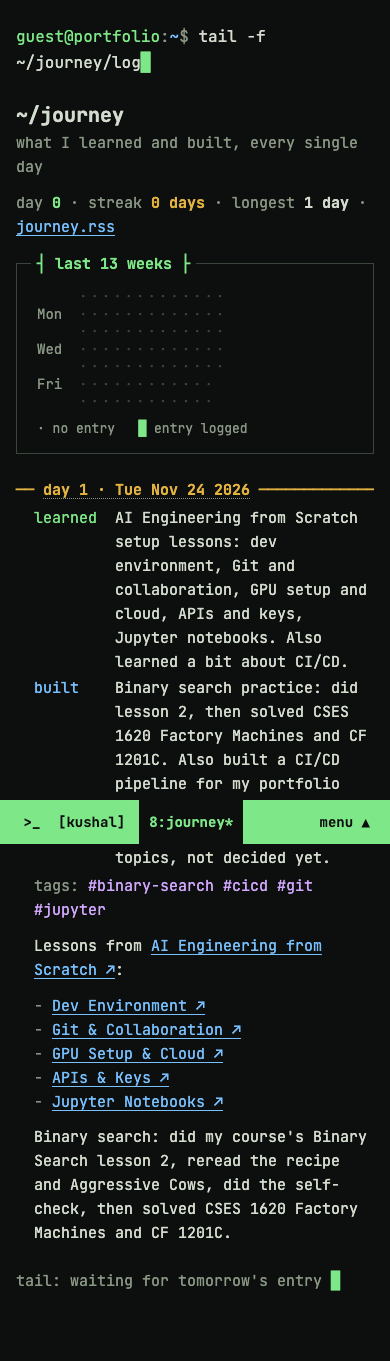 guest@portfolio:~$ tail -f
~/journey/log
~/journey
what I learned and built, every single
day
day 0 · streak 0 days · longest 1 day ·
journey.rss
last 13 weeks
Mon
Wed
Fri
· no entry █ entry logged
day 1 · Tue Nov 24 2026
learned AI Engineering from Scratch
setup lessons: dev
environment, Git and
collaboration, GPU setup and
cloud, APIs and keys,
Jupyter notebooks. Also
learned a bit about CI/CD.
built Binary search practice: did
lesson 2, then solved CSES
1620 Factory Machines and CF
1201C. Also built a CI/CD
pipeline for my portfolio
>_ [kushal] 8:journey* menu ▲
topics, not decided yet.
tags: #binary-search #cicd #git
#jupyter
Lessons from AI Engineering from
Scratch ↗:
- Dev Environment ↗
- Git & Collaboration ↗
- GPU Setup & Cloud ↗
- APIs & Keys ↗
- Jupyter Notebooks ↗
Binary search: did my course's Binary
Search lesson 2, reread the recipe
and Aggressive Cows, did the self-
check, then solved CSES 1620 Factory
Machines and CF 1201C.
tail: waiting for tomorrow's entry